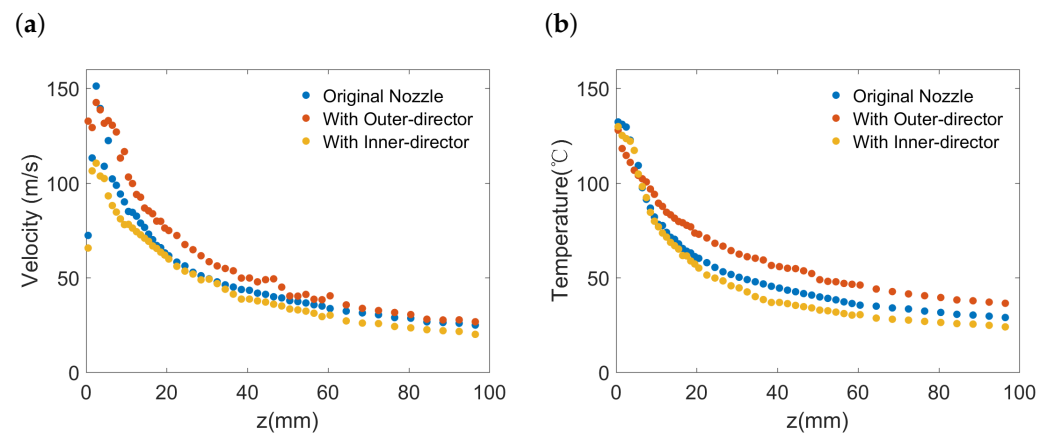 (a)
150
100
50
0
Velocity (m/s)
Original Nozzle
With Outer-director
With Inner-director
0 20 40 60 80 100
z(mm)
(b)
150
100
50
0
Temperature(℃)
Original Nozzle
With Outer-director
With Inner-director
0 20 40 60 80 100
z(mm)